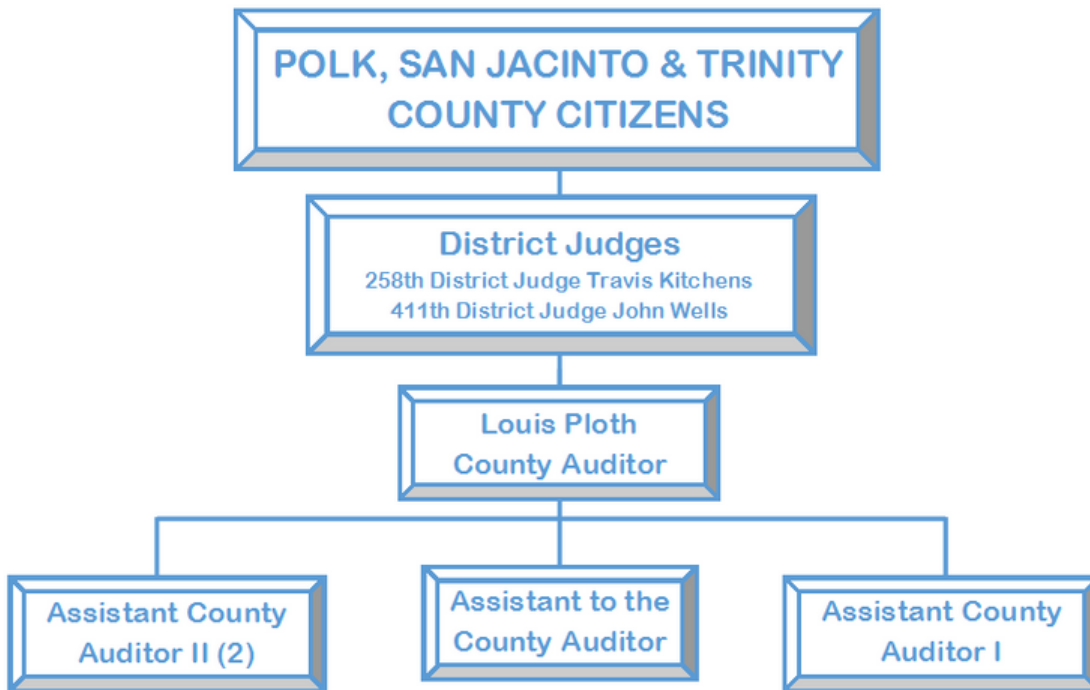 POLK, SAN JACINTO & TRINITY
COUNTY CITIZENS
District Judges
258th District Judge Travis Kitchens
411th District Judge John Wells
Louis Ploth
County Auditor
Assistant County
Auditor II (2)
Assistant to the
County Auditor
Assistant County
Auditor I